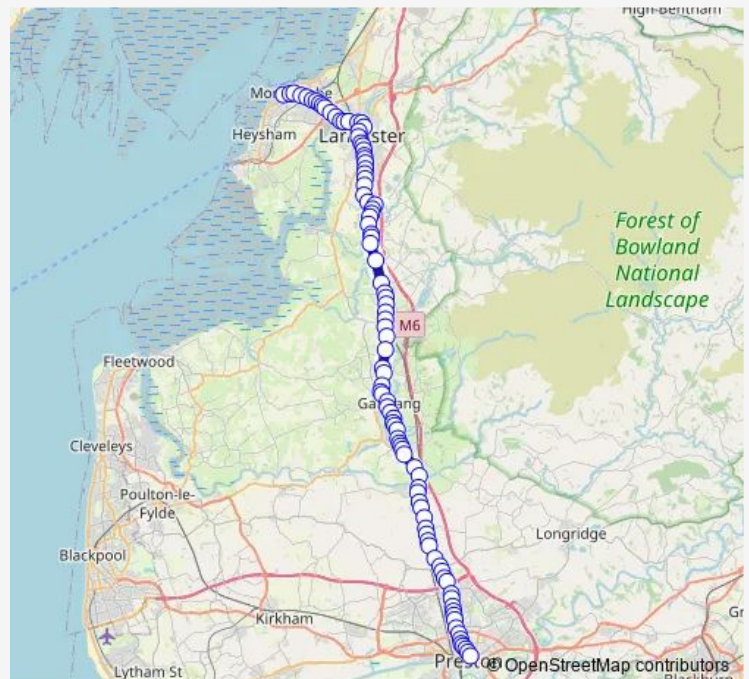 High Bentham
Heysham
Forest of
Bowland
National
Landscape
M6
Fleetwood
Cleveleys
Poulton-le-
Fylde
Longridge
Blackpool
Kirkham
Lytham St
© OpenStreetMap contributors